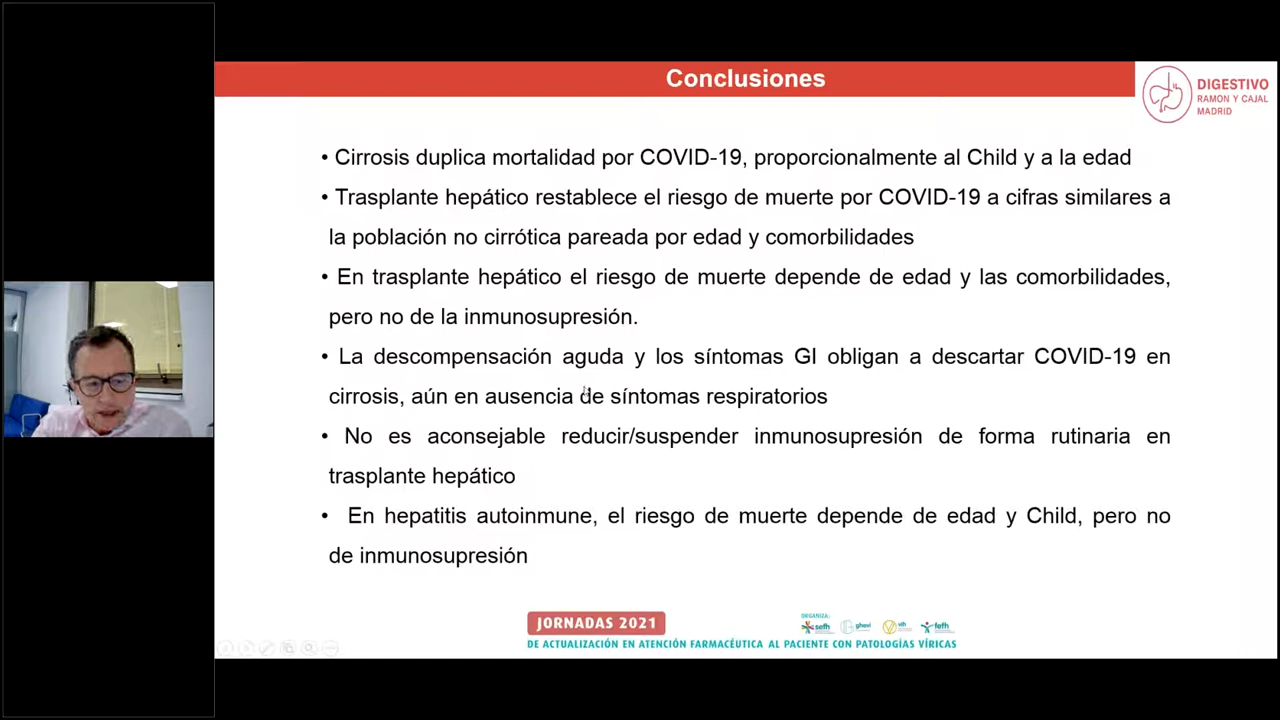 Conclusiones
DIGESTIVO
RAMON Y CAJAL
MADRID
• Cirrosis duplica mortalidad por COVID-19, proporcionalmente al Child y a la edad
• Trasplante hepático restablece el riesgo de muerte por COVID-19 a cifras similares a
la población no cirrótica pareada por edad y comorbilidades
• En trasplante hepático el riesgo de muerte depende de edad y las comorbilidades,
pero no de la inmunosupresión.
• La descompensación aguda y los síntomas GI obligan a descartar COVID-19 en
cirrosis, aún en ausencia de síntomas respiratorios
• No es aconsejable reducir/suspender inmunosupresión de forma rutinaria en
trasplante hepático
• En hepatitis autoinmune, el riesgo de muerte depende de edad y Child, pero no
de inmunosupresión
JORNADAS 2021
ORGANIZA:
sefh ghevi vih fefh
DE ACTUALIZACIÓN EN ATENCIÓN FARMACÉUTICA AL PACIENTE CON PATOLOGÍAS VÍRICAS